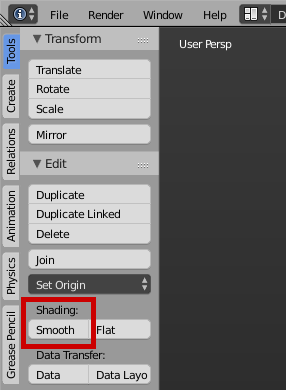 File Render Window Help D
Tools
Create
Relations
Animation
Physics
Grease Pencil
Transform
Translate
Rotate
Scale
Mirror
Edit
Duplicate
Duplicate Linked
Delete
Join
Set Origin
Shading:
Smooth Flat
Data Transfer:
Data Data Layo
User Persp